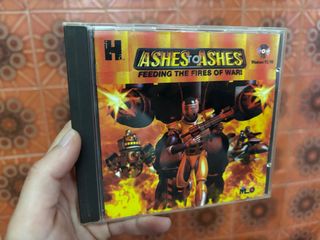 ASHES to ASHES
FEEDING THE FIRES OF WAR!